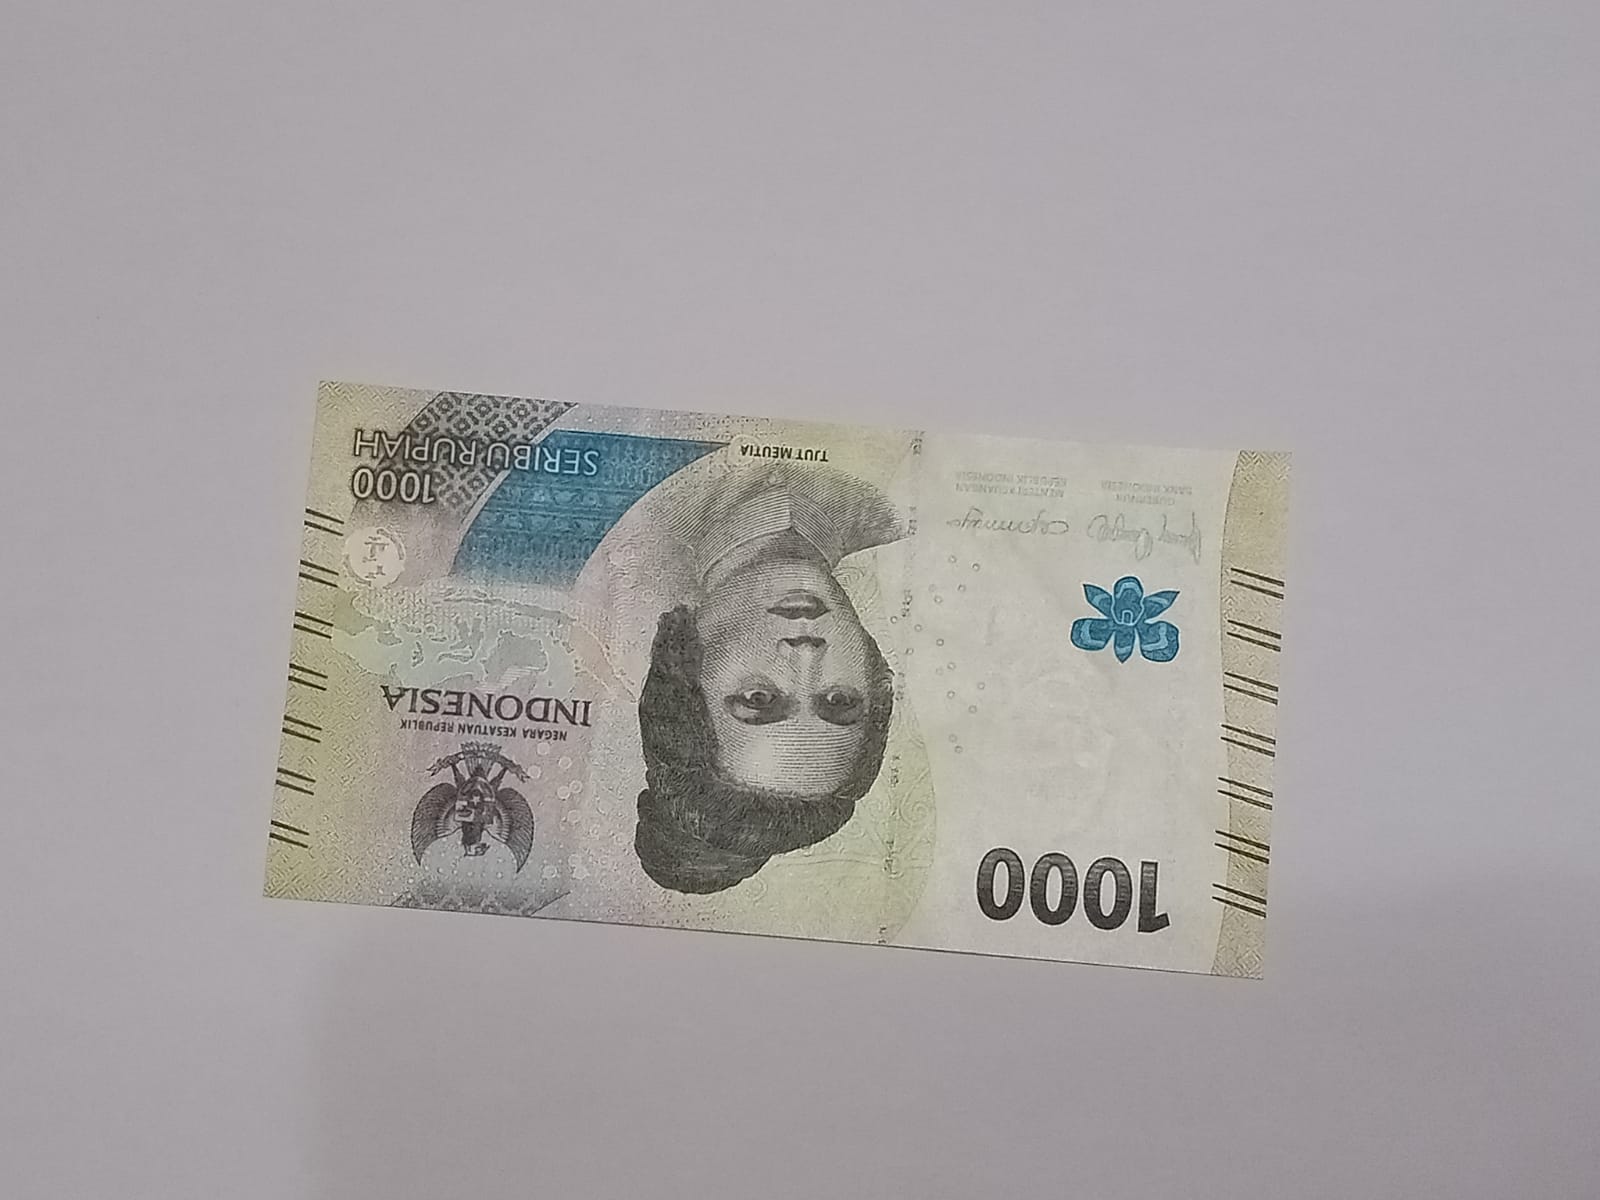 1000
NEGARA KESATUAN REPUBLIK
INDONESIA
1000
SERIBU RUPIAH
TJUT MEUTIA
GUBERNUR
BANK INDONESIA
MENTERI KEUANGAN
REPUBLIK INDONESIA